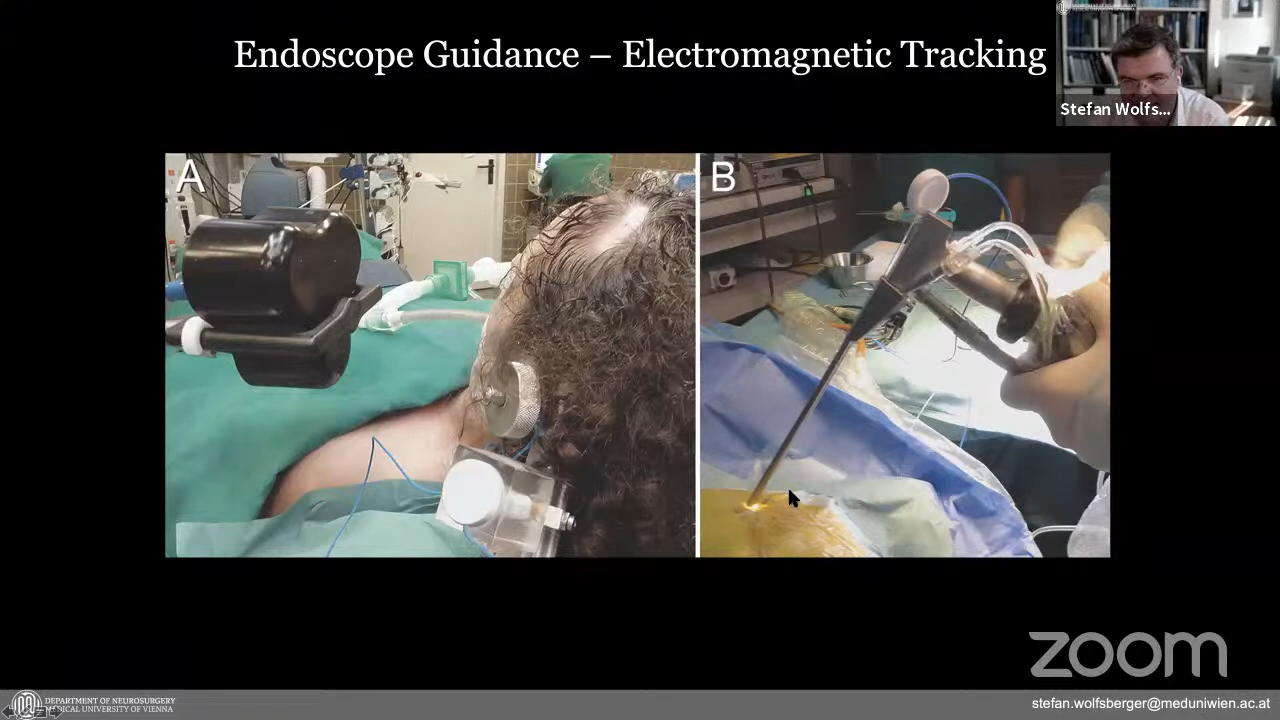 Endoscope Guidance – Electromagnetic Tracking
Stefan Wolfs...
A
B
zoom
DEPARTMENT OF NEUROSURGERY
MEDICAL UNIVERSITY OF VIENNA
stefan.wolfsberger@meduniwien.ac.at